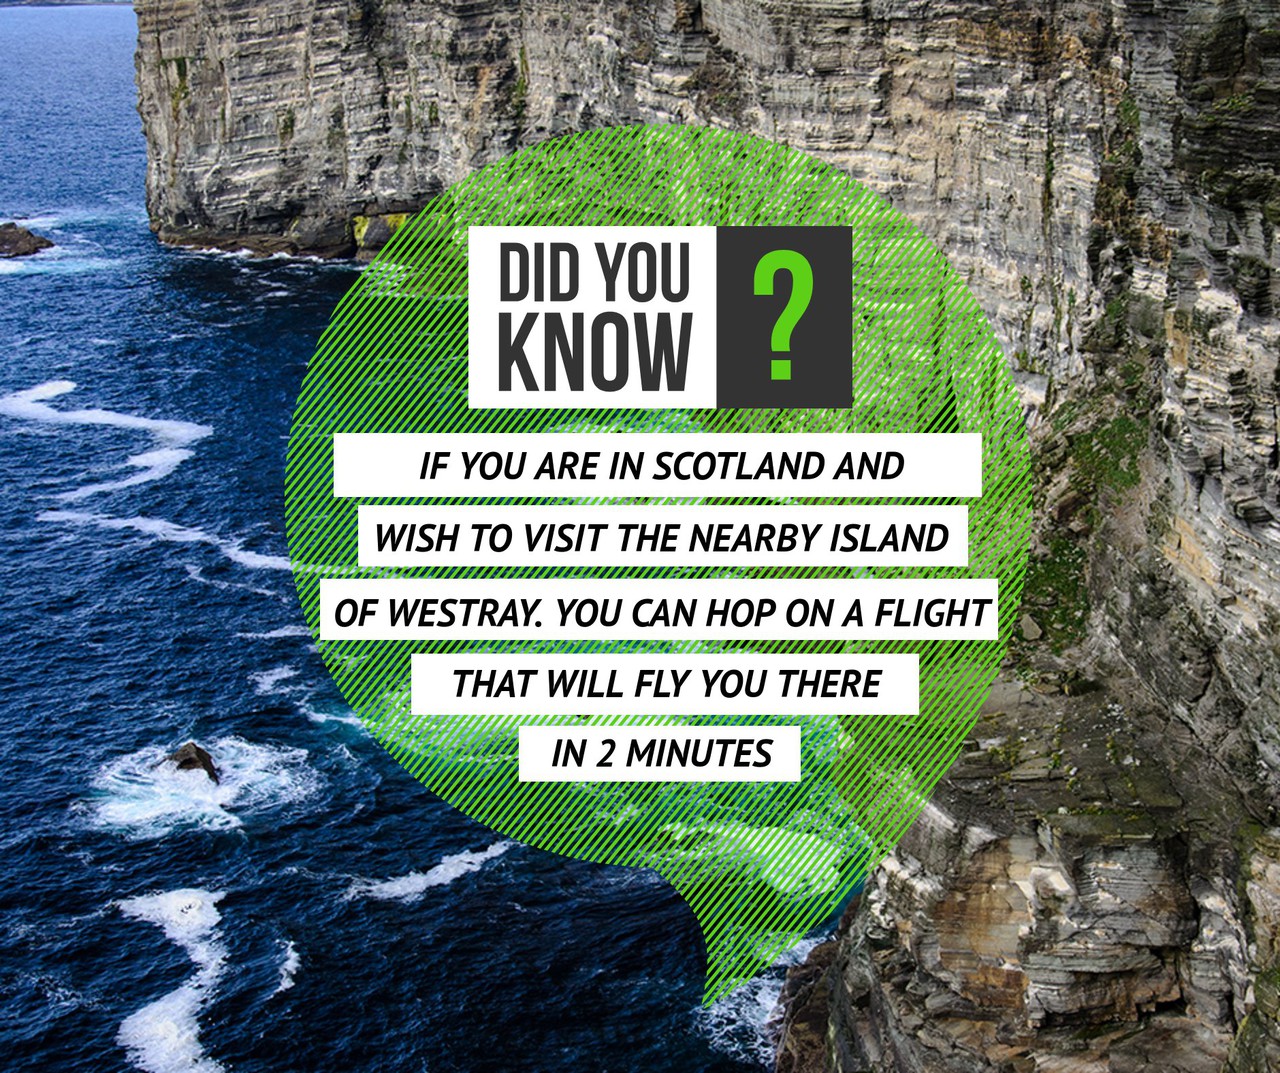 DID YOU
KNOW ?
IF YOU ARE IN SCOTLAND AND
WISH TO VISIT THE NEARBY ISLAND
OF WESTRAY. YOU CAN HOP ON A FLIGHT
THAT WILL FLY YOU THERE
IN 2 MINUTES